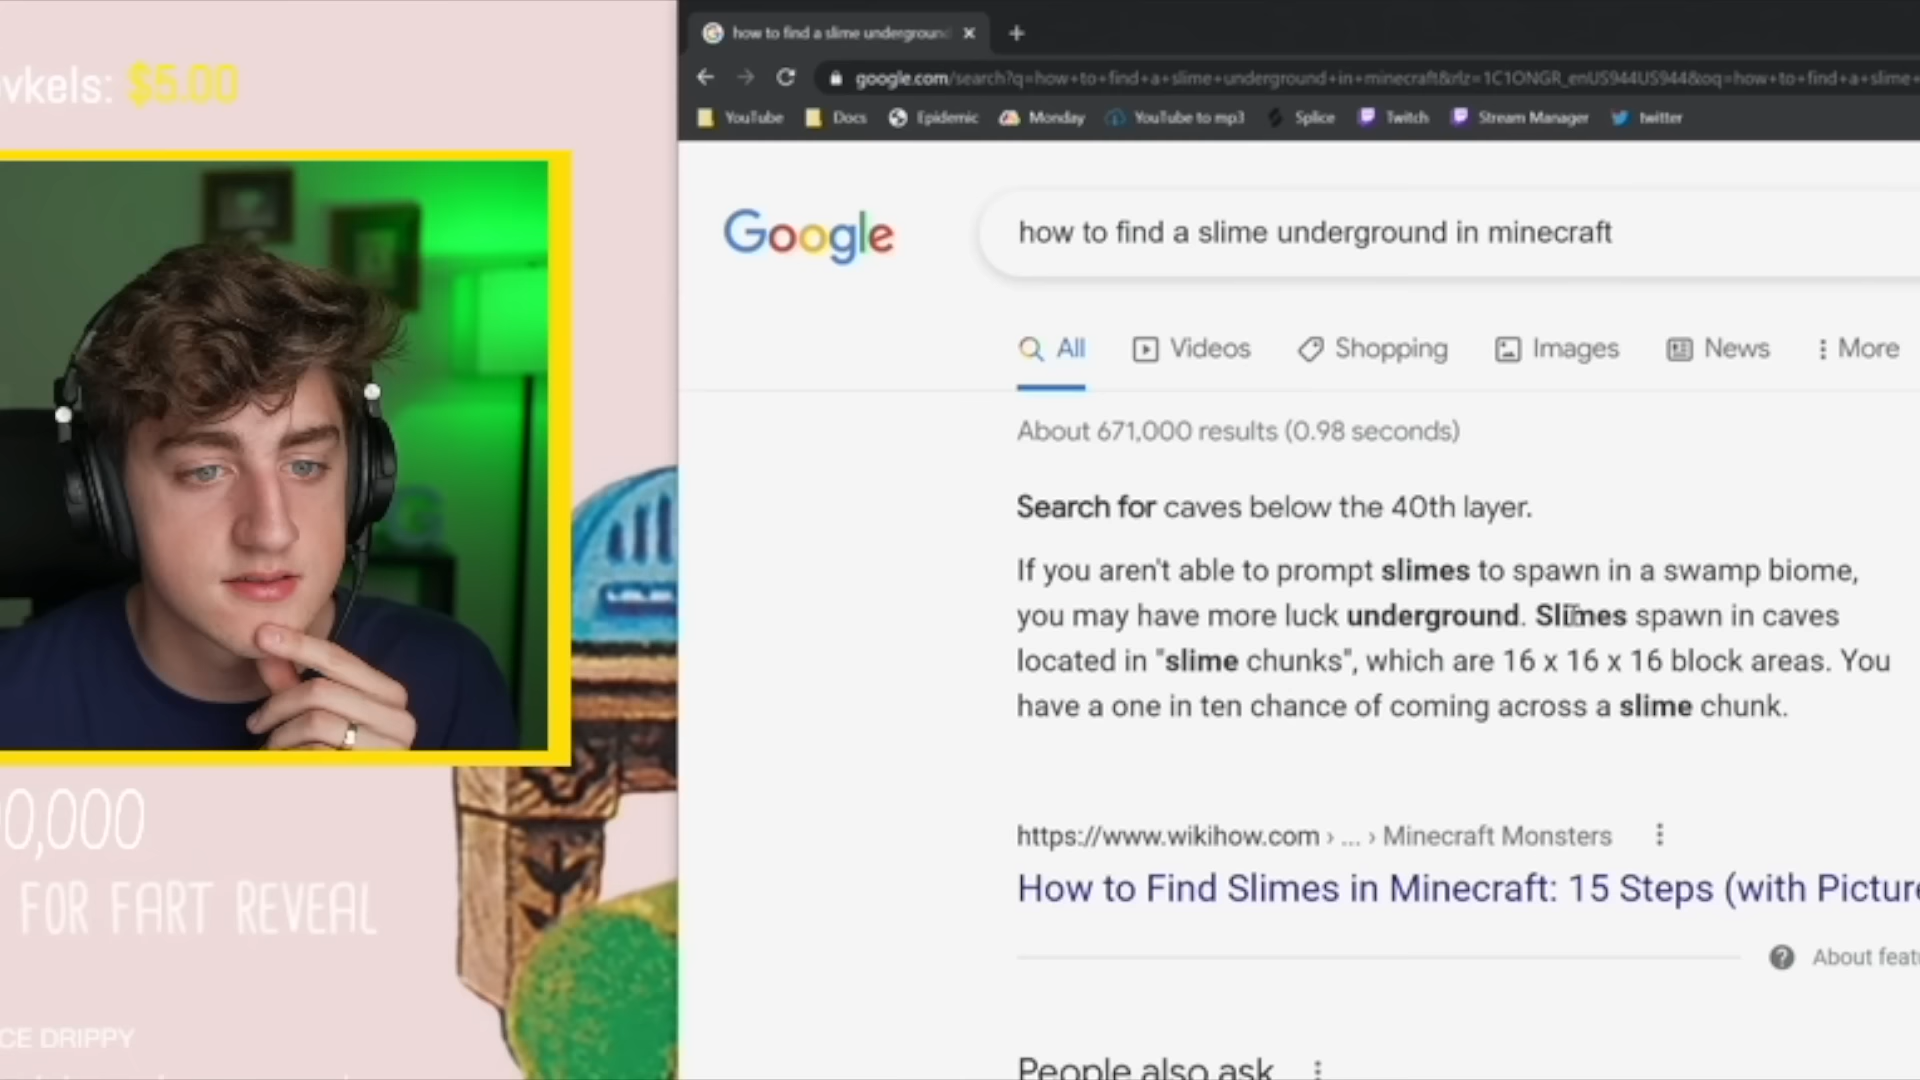 $5.00
0,000
FOR FART REVEAL
CE DRIPPY
how to find a slime undergroun
google.com/search?q=how+to+find+a+slime+underground+in+minecraft&rlz=1C1ONGR_enUS944US944&oq=how+to+find+a+slime+
YouTube Docs Epidemic Monday YouTube to mp3 Splice Twitch Stream Manager twitter
Google
how to find a slime underground in minecraft
All Videos Shopping Images News More
About 671,000 results (0.98 seconds)
Search for caves below the 40th layer.
If you aren't able to prompt slimes to spawn in a swamp biome,
you may have more luck underground. Slimes spawn in caves
located in "slime chunks", which are 16 x 16 x 16 block areas. You
have a one in ten chance of coming across a slime chunk.
https://www.wikihow.com › ... › Minecraft Monsters
How to Find Slimes in Minecraft: 15 Steps (with Picture
About featu
People also ask